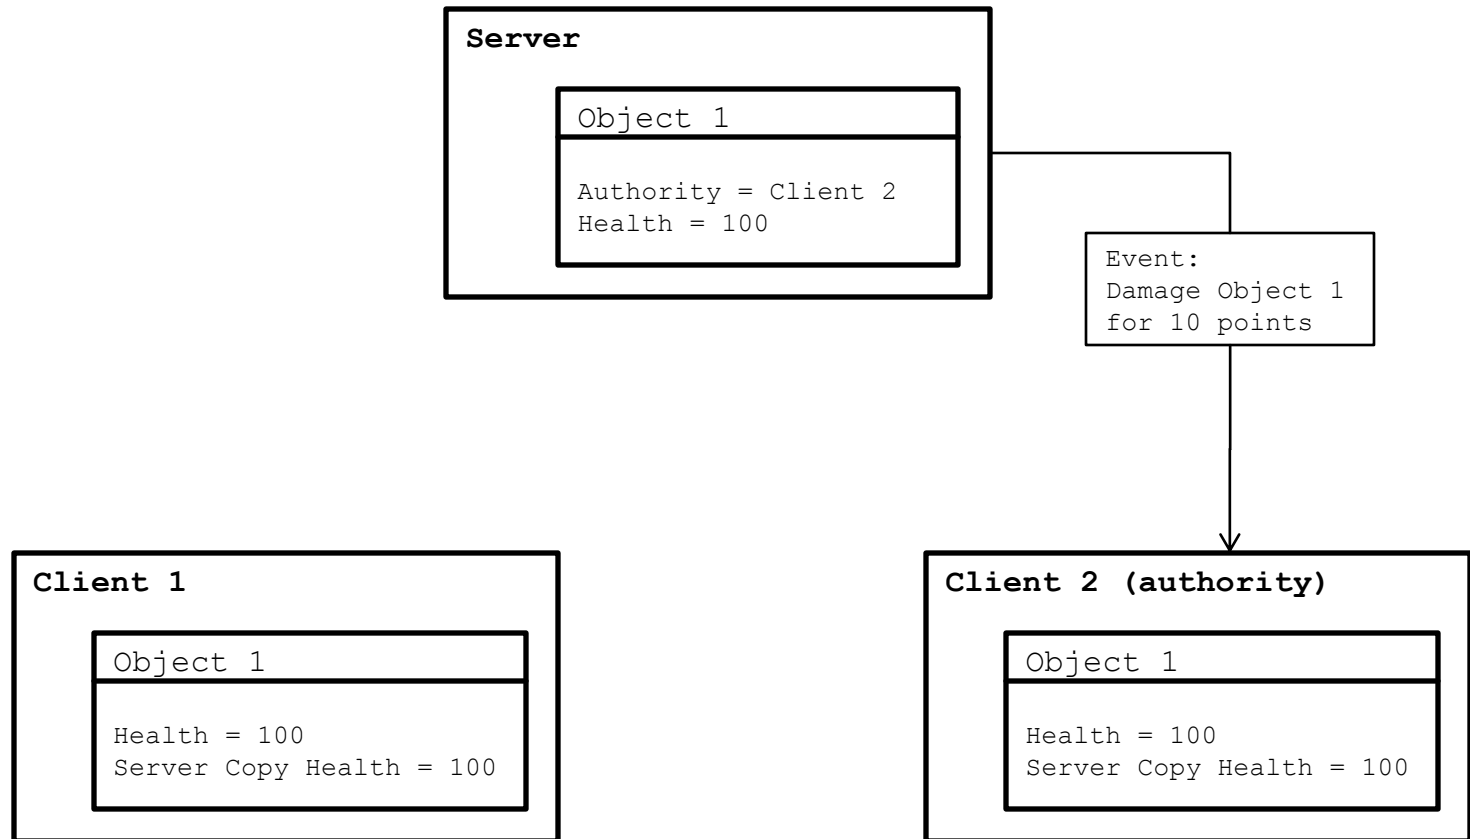 Server
Object 1
Authority = Client 2
Health = 100
Event:
Damage Object 1
for 10 points
Client 1
Object 1
Health = 100
Server Copy Health = 100
Client 2 (authority)
Object 1
Health = 100
Server Copy Health = 100